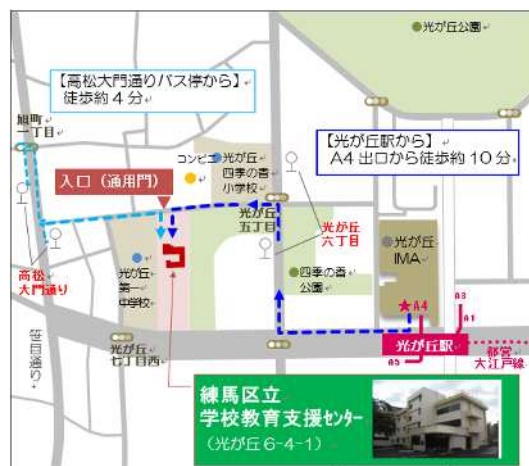 光が丘公園
【高松大門通りバス停から】
徒歩約4分
旭町
一丁目
【光が丘駅から】
A4出口から徒歩約10分
コンビニ
光が丘
四季の香
小学校
入口（通用門）
光が丘
五丁目
光が丘
六丁目
光が丘
IMA
高松
大門通り
光が丘
第一
中学校
四季の香
公園
A4
A3
A1
笹目通り
光が丘
七丁目西
光が丘駅
A5
都営
大江戸線
練馬区立
学校教育支援センター
（光が丘6-4-1）